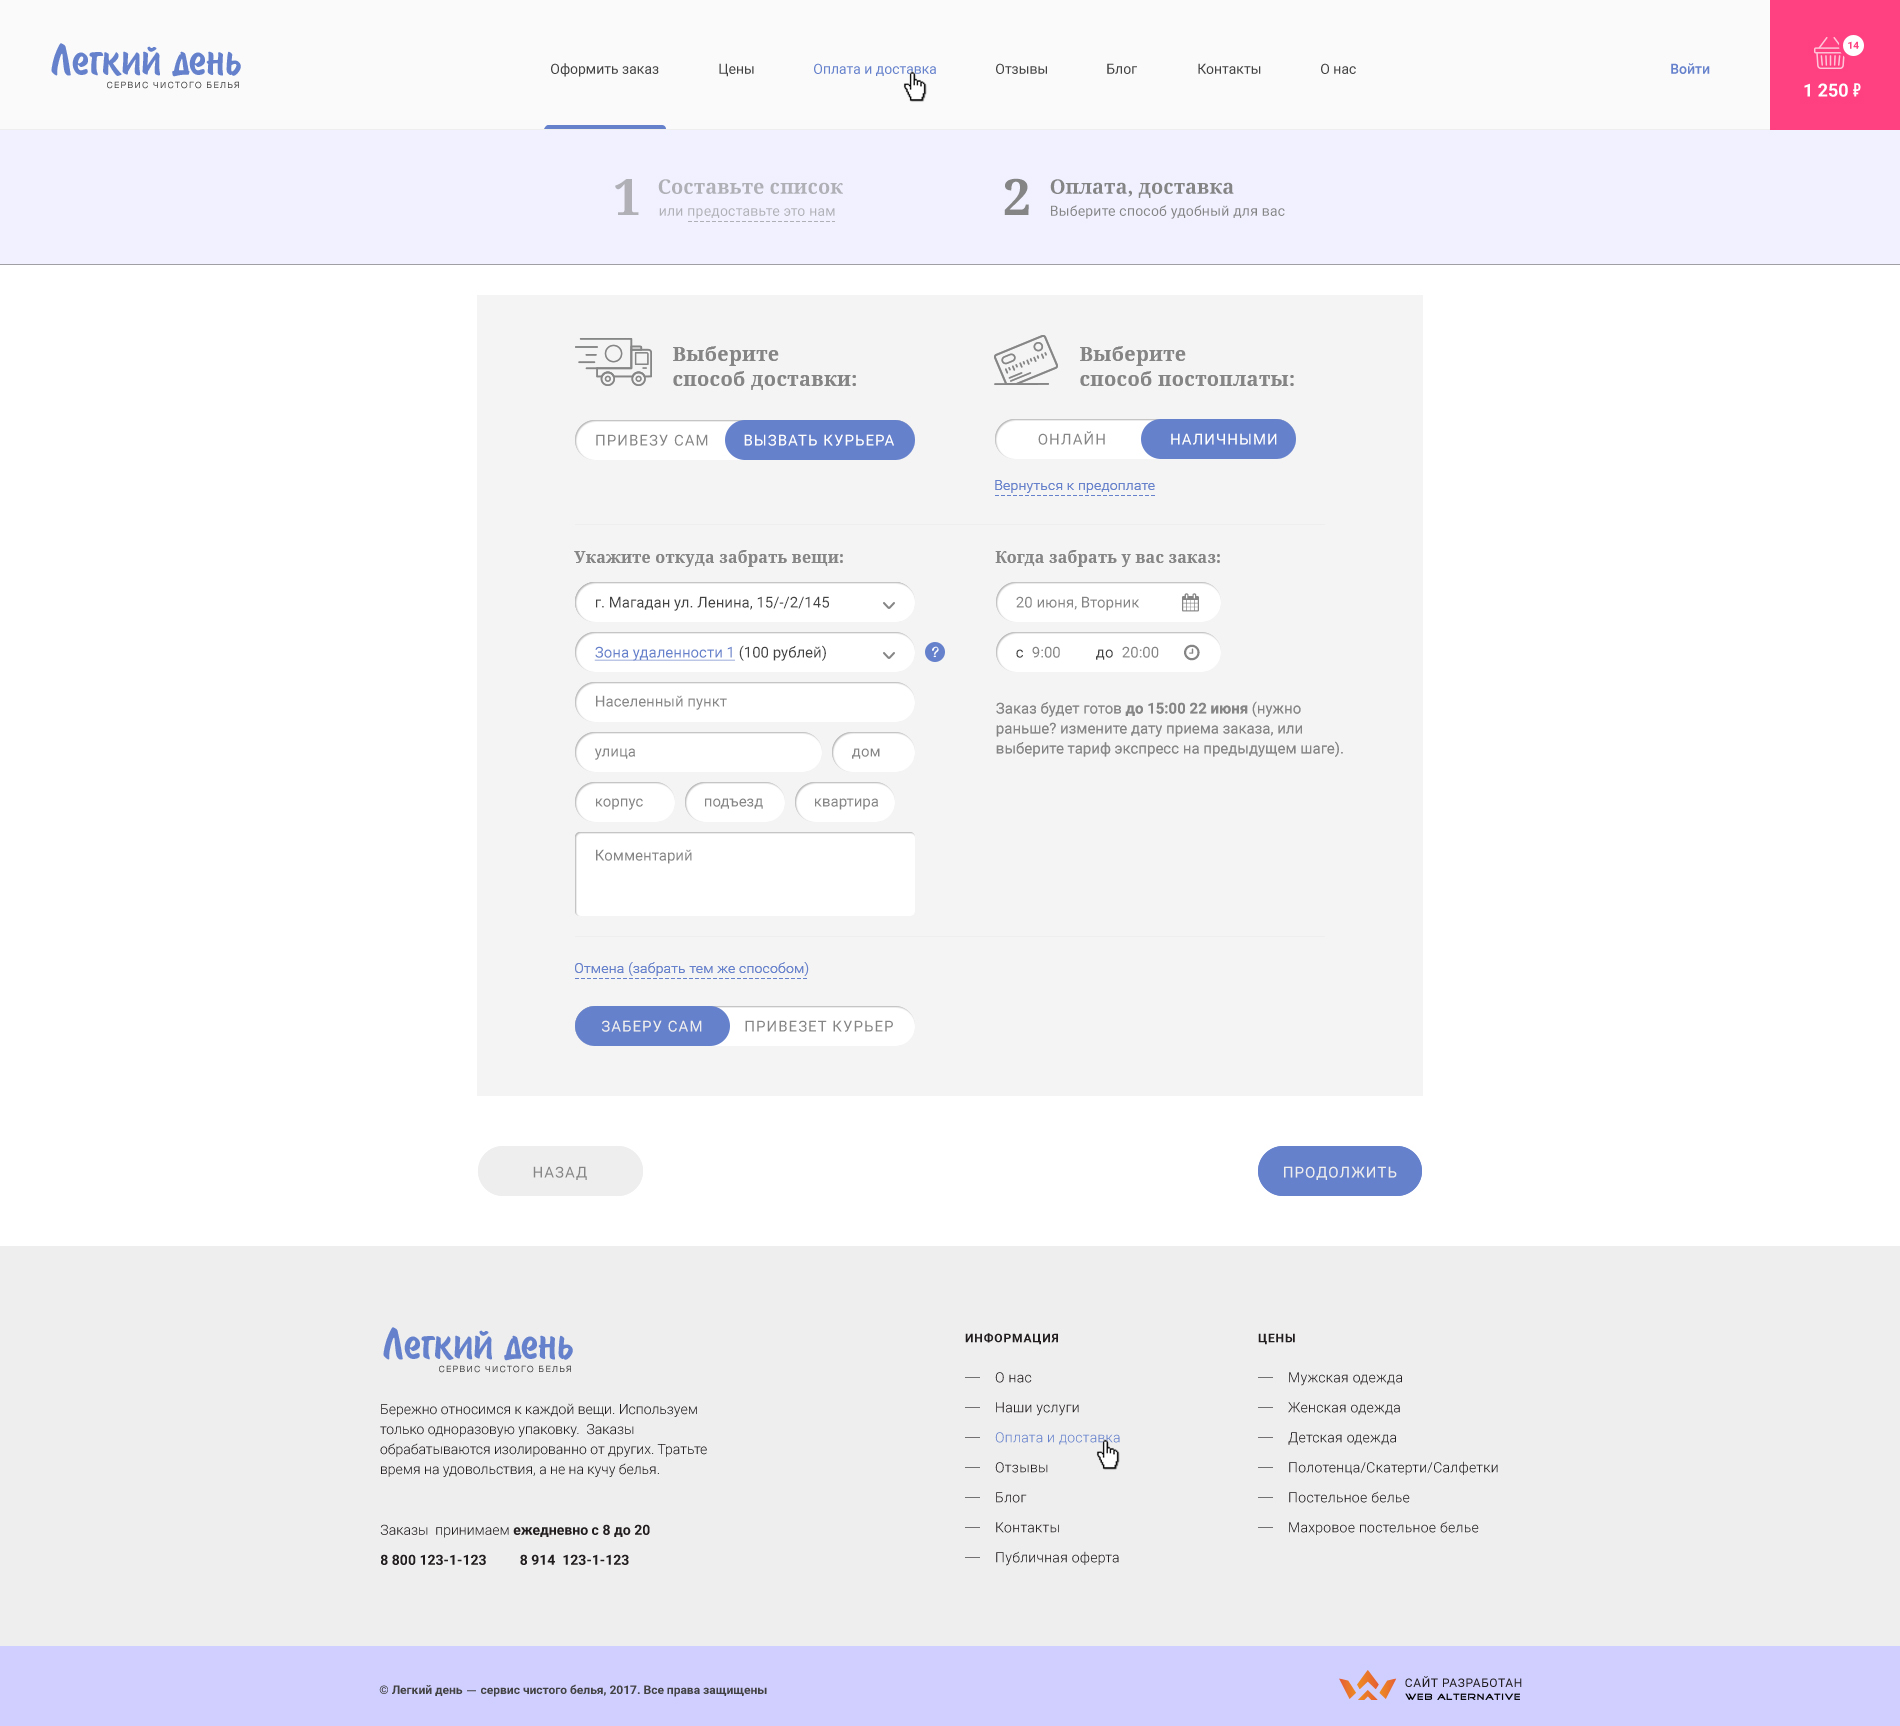 Легкий день
СЕРВИС ЧИСТОГО БЕЛЬЯ
Оформить заказ
Цены
Оплата и доставка
Отзывы
Блог
Контакты
О нас
Войти
14
1 250 ₽
1
Составьте список
или предоставьте это нам
2
Оплата, доставка
Выберите способ удобный для вас
Выберите
способ доставки:
ПРИВЕЗУ САМ
ВЫЗВАТЬ КУРЬЕРА
Выберите
способ постоплаты:
ОНЛАЙН
НАЛИЧНЫМИ
Вернуться к предоплате
Укажите откуда забрать вещи:
г. Магадан ул. Ленина, 15/-/2/145
Зона удаленности 1 (100 рублей)
?
Населенный пункт
улица
дом
корпус
подъезд
квартира
Комментарий
Когда забрать у вас заказ:
20 июня, Вторник
с 9:00 до 20:00
Заказ будет готов до 15:00 22 июня (нужно
раньше? измените дату приема заказа, или
выберите тариф экспресс на предыдущем шаге).
Отмена (забрать тем же способом)
ЗАБЕРУ САМ
ПРИВЕЗЕТ КУРЬЕР
НАЗАД
ПРОДОЛЖИТЬ
Легкий день
СЕРВИС ЧИСТОГО БЕЛЬЯ
Бережно относимся к каждой вещи. Используем
только одноразовую упаковку. Заказы
обрабатываются изолированно от других. Тратьте
время на удовольствия, а не на кучу белья.
Заказы принимаем ежедневно с 8 до 20
8 800 123-1-123 8 914 123-1-123
ИНФОРМАЦИЯ
— О нас
— Наши услуги
— Оплата и доставка
— Отзывы
— Блог
— Контакты
— Публичная оферта
ЦЕНЫ
— Мужская одежда
— Женская одежда
— Детская одежда
— Полотенца/Скатерти/Салфетки
— Постельное белье
— Махровое постельное белье
© Легкий день — сервис чистого белья, 2017. Все права защищены
САЙТ РАЗРАБОТАН
WEB ALTERNATIVE